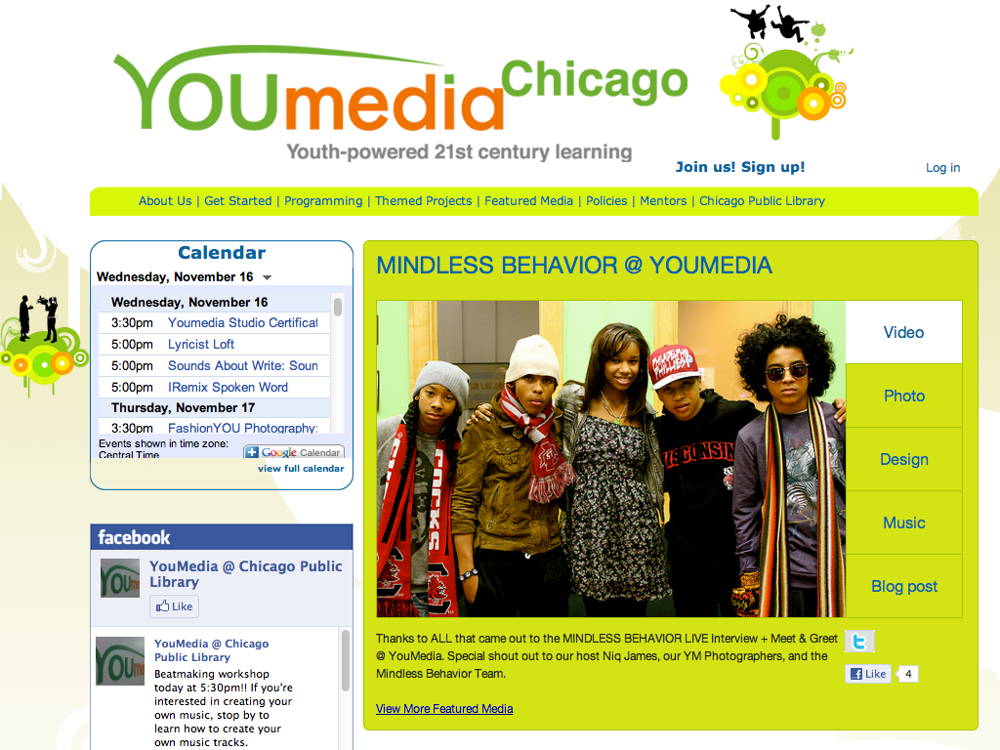 YOUmedia Chicago
Youth-powered 21st century learning
Join us! Sign up!
Log in
About Us | Get Started | Programming | Themed Projects | Featured Media | Policies | Mentors | Chicago Public Library
Calendar
Wednesday, November 16
Wednesday, November 16
3:30pm Youmedia Studio Certificat
5:00pm Lyricist Loft
5:00pm Sounds About Write: Soun
5:00pm IRemix Spoken Word
Thursday, November 17
3:30pm FashionYOU Photography:
Events shown in time zone:
Central Time
Google Calendar
view full calendar
facebook
YouMedia @ Chicago Public
Library
Like
YouMedia @ Chicago
Public Library
Beatmaking workshop
today at 5:30pm!! If you're
interested in creating your
own music, stop by to
learn how to create your
own music tracks.
MINDLESS BEHAVIOR @ YOUMEDIA
PHILADELPHIA
PHILLIES
WISCONSIN
COCKS
Video
Photo
Design
Music
Blog post
Thanks to ALL that came out to the MINDLESS BEHAVIOR LIVE Interview + Meet & Greet
@ YouMedia. Special shout out to our host Niq James, our YM Photographers, and the
Mindless Behavior Team.
Like 4
View More Featured Media